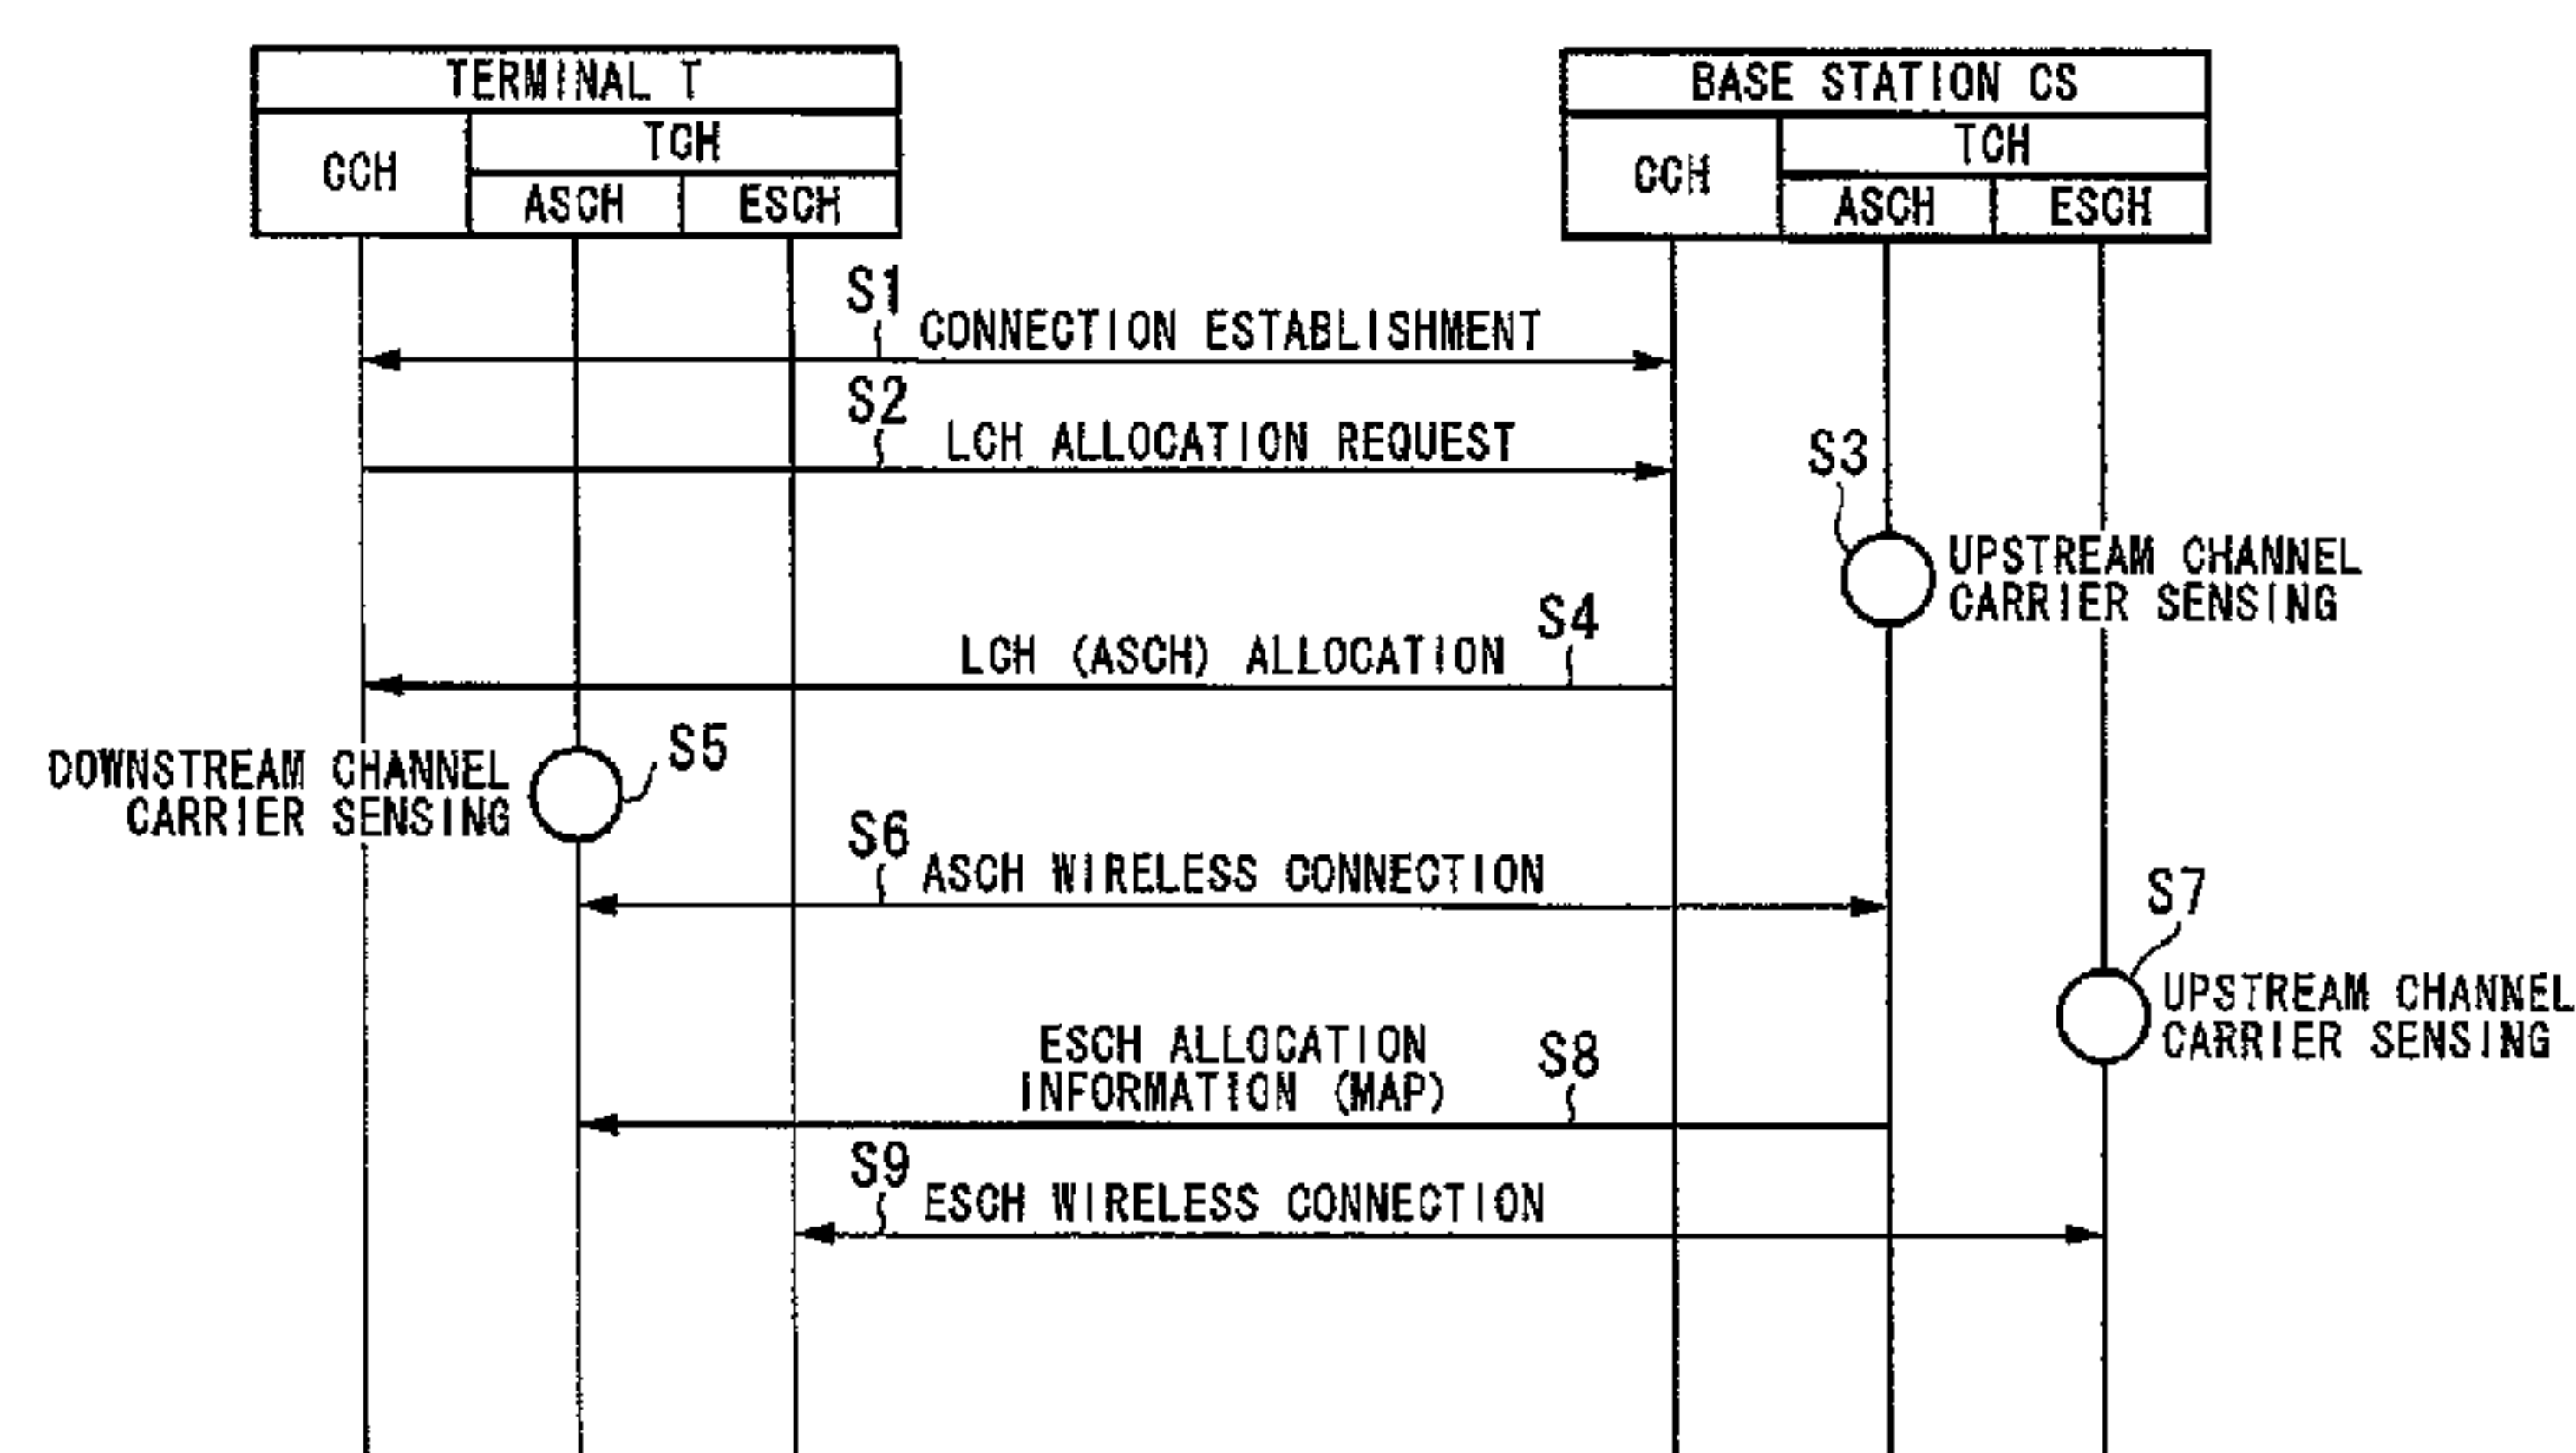 TERMINAL T
BASE STATION CS
CCH
TCH
CCH
TCH
ASCH
ESCH
ASCH
ESCH
S1
CONNECTION ESTABLISHMENT
S2
LCH ALLOCATION REQUEST
S3
UPSTREAM CHANNEL
CARRIER SENSING
S4
LCH (ASCH) ALLOCATION
S5
DOWNSTREAM CHANNEL
CARRIER SENSING
S6
ASCH WIRELESS CONNECTION
S7
UPSTREAM CHANNEL
CARRIER SENSING
ESCH ALLOCATION
INFORMATION (MAP)
S8
S9
ESCH WIRELESS CONNECTION